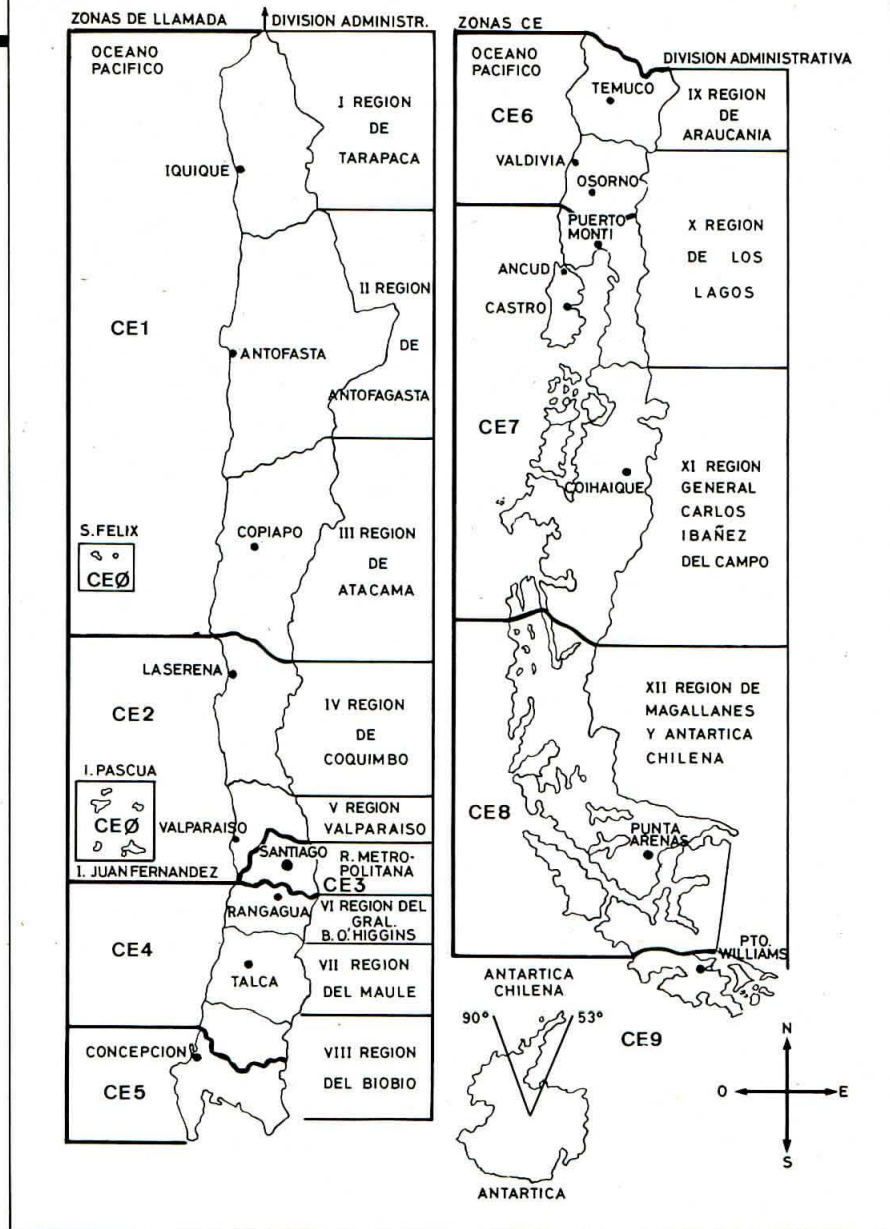 ZONAS DE LLAMADA
DIVISION ADMINISTR.
OCEANO
PACIFICO
I REGION
DE
TARAPACA
IQUIQUE
II REGION
DE
ANTOFAGASTA
CE1
ANTOFASTA
S.FELIX
CEØ
COPIAPO
III REGION
DE
ATACAMA
LASERENA
CE2
IV REGION
DE
COQUIMBO
I. PASCUA
CEØ
I. JUAN FERNANDEZ
VALPARAISO
V REGION
VALPARAISO
SANTIAGO
R. METRO-
POLITANA
CE3
RANGAGUA
VI REGION DEL
GRAL.
B. O'. HIGGINS
CE4
TALCA
VII REGION
DEL MAULE
CONCEPCION
CE5
VIII REGION
DEL BIOBIO
ZONAS CE
OCEANO
PACIFICO
DIVISION ADMINISTRATIVA
TEMUCO
IX REGION
DE
ARAUCANIA
CE6
VALDIVIA
OSORNO
PUERTO
MONTI
X REGION
DE LOS
LAGOS
ANCUD
CASTRO
CE7
COIHAIQUE
XI REGION
GENERAL
CARLOS
IBAÑEZ
DEL CAMPO
XII REGION DE
MAGALLANES
Y ANTARTICA
CHILENA
CE8
PUNTA
ARENAS
PTO.
WILLIAMS
ANTARTICA
CHILENA
90°
53°
CE9
ANTARTICA
N
O
E
S